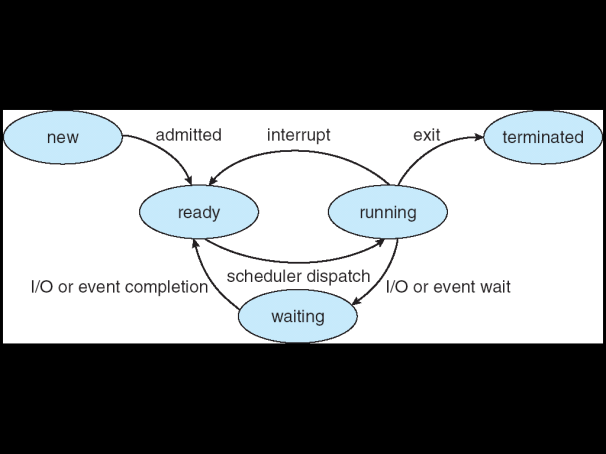 admitted interrupt exit
new terminated
ready running
scheduler dispatch
I/O or event completion I/O or event wait
waiting